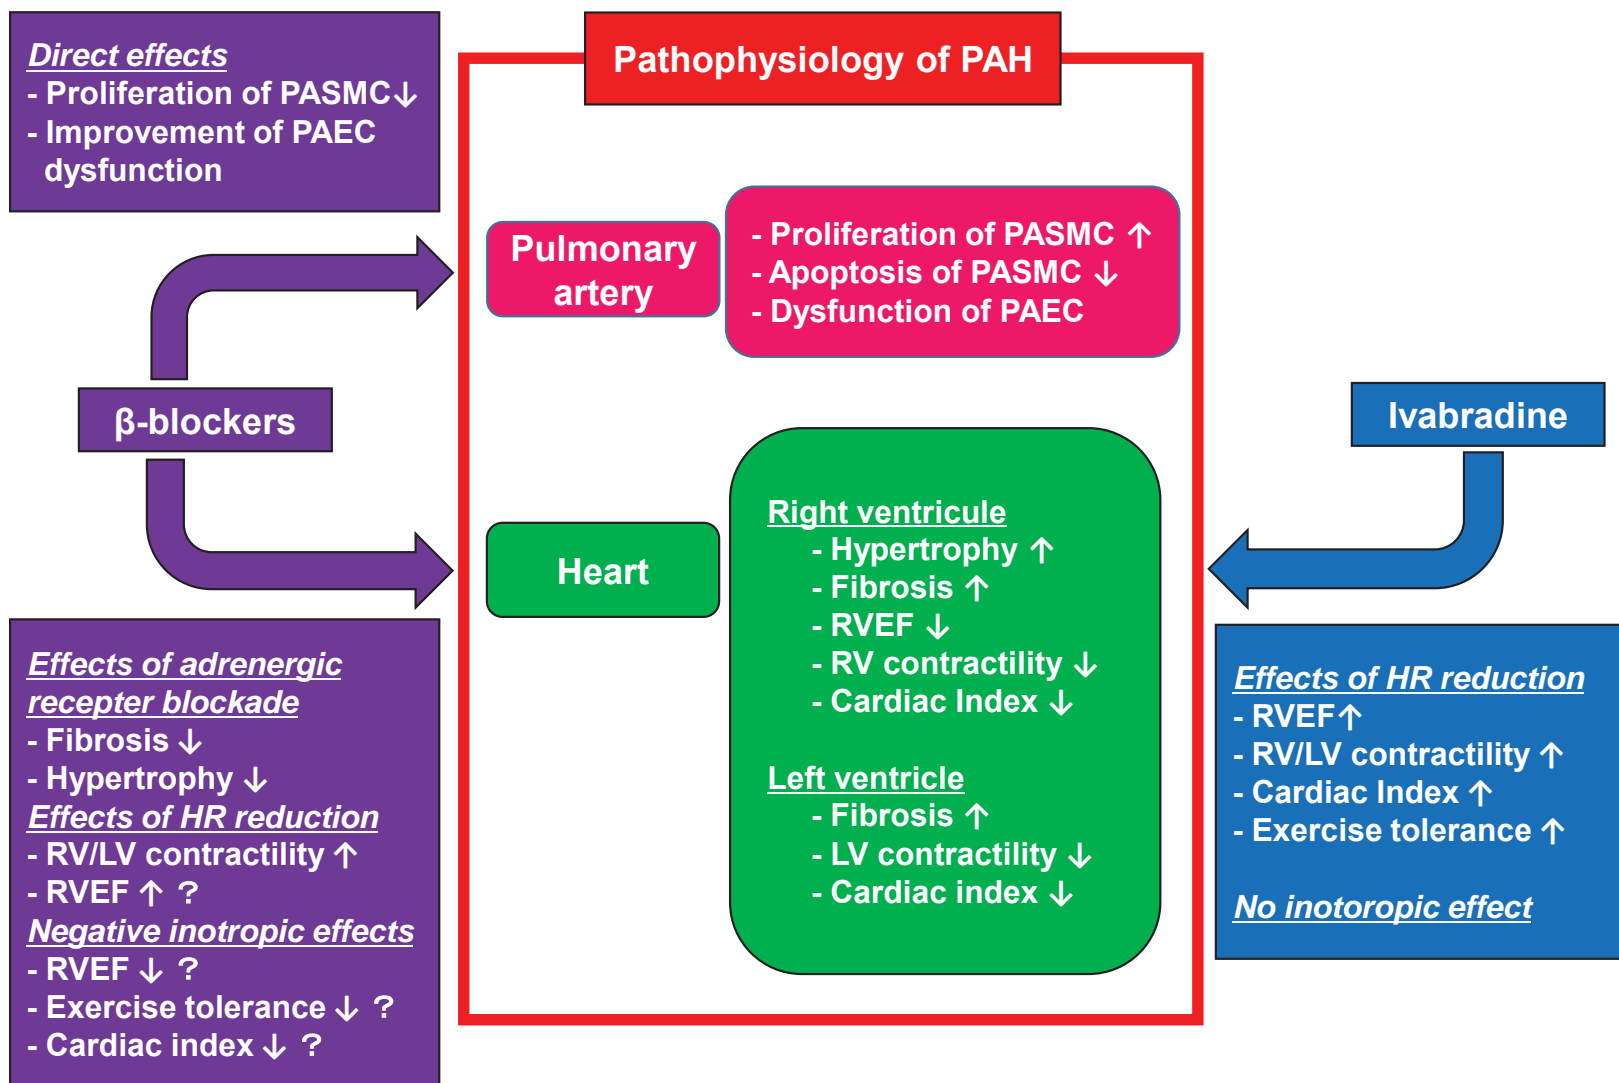 Direct effects
- Proliferation of PASMC↓
- Improvement of PAEC
dysfunction
Pathophysiology of PAH
Pulmonary
artery
- Proliferation of PASMC ↑
- Apoptosis of PASMC ↓
- Dysfunction of PAEC
β-blockers
Ivabradine
Heart
Right ventricule
- Hypertrophy ↑
- Fibrosis ↑
- RVEF ↓
- RV contractility ↓
- Cardiac Index ↓
Left ventricle
- Fibrosis ↑
- LV contractility ↓
- Cardiac index ↓
Effects of adrenergic
recepter blockade
- Fibrosis ↓
- Hypertrophy ↓
Effects of HR reduction
- RV/LV contractility ↑
- RVEF ↑ ?
Negative inotropic effects
- RVEF ↓ ?
- Exercise tolerance ↓ ?
- Cardiac index ↓ ?
Effects of HR reduction
- RVEF↑
- RV/LV contractility ↑
- Cardiac Index ↑
- Exercise tolerance ↑
No inotoropic effect